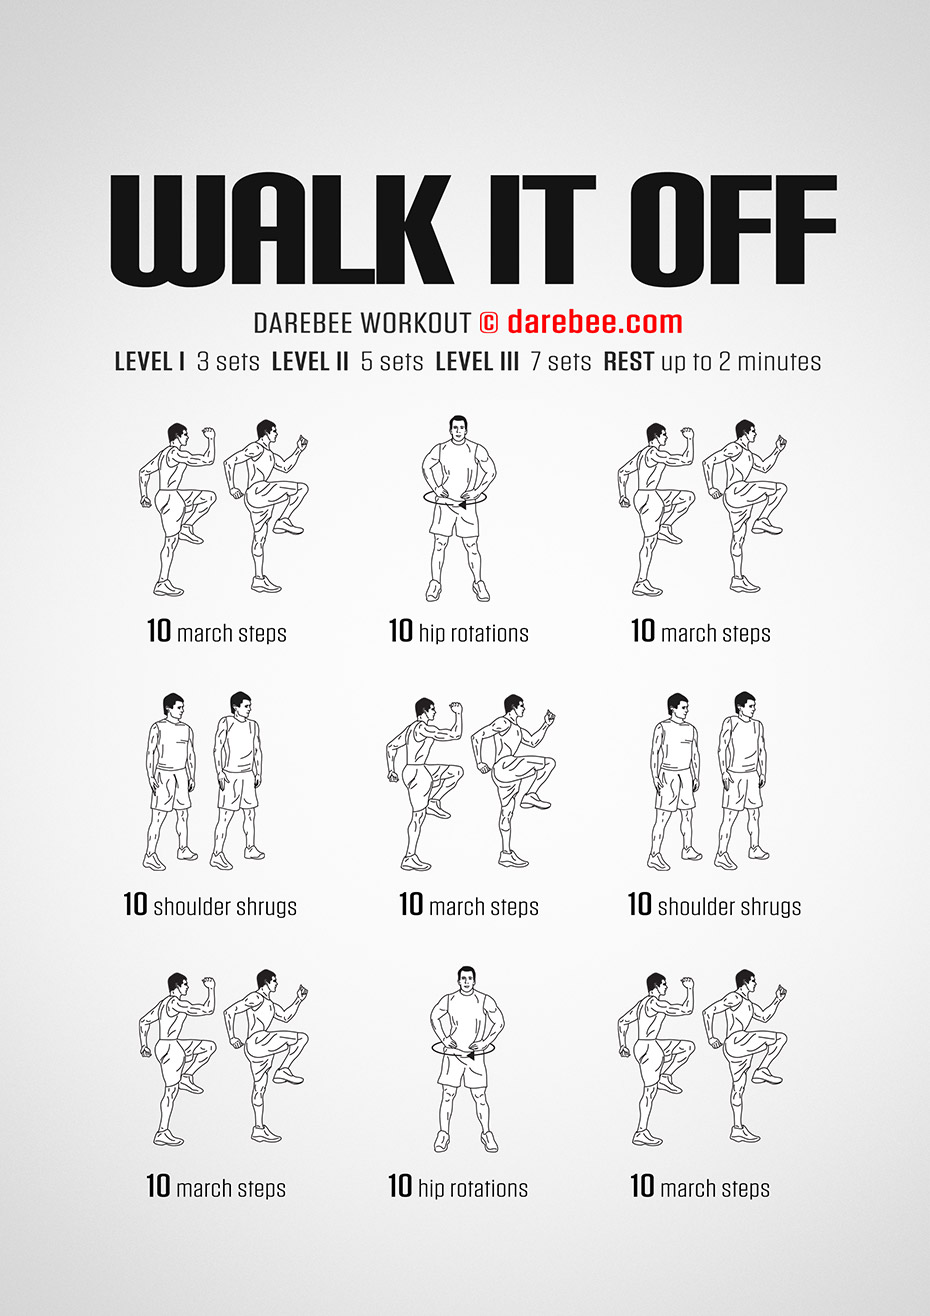 WALK IT OFF
DAREBEE WORKOUT © darebee.com
LEVEL I 3 sets LEVEL II 5 sets LEVEL III 7 sets REST up to 2 minutes
10 march steps
10 hip rotations
10 march steps
10 shoulder shrugs
10 march steps
10 shoulder shrugs
10 march steps
10 hip rotations
10 march steps